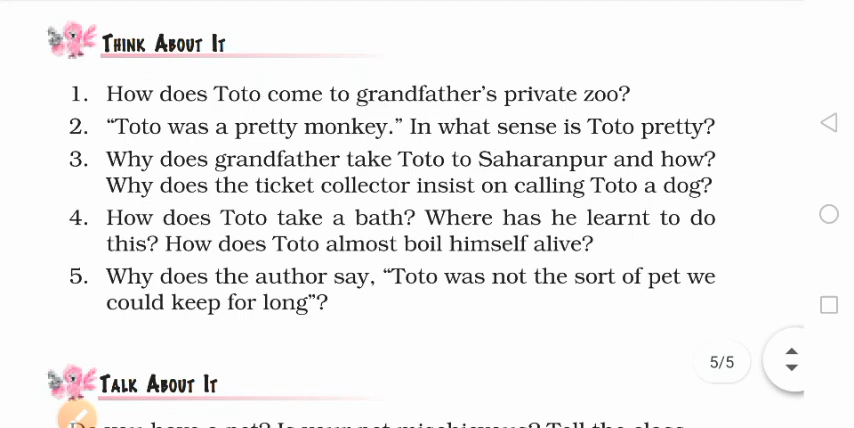 THINK ABOUT IT
1. How does Toto come to grandfather's private zoo?
2. “Toto was a pretty monkey.” In what sense is Toto pretty?
3. Why does grandfather take Toto to Saharanpur and how?
Why does the ticket collector insist on calling Toto a dog?
4. How does Toto take a bath? Where has he learnt to do
this? How does Toto almost boil himself alive?
5. Why does the author say, “Toto was not the sort of pet we
could keep for long”?
5/5
TALK ABOUT IT